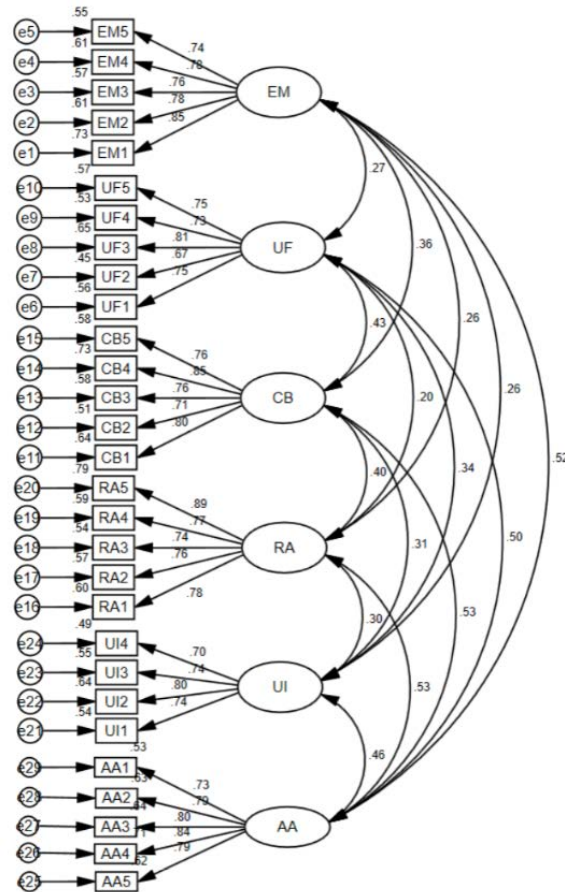 .55
e5 EM5 .74
.61
e4 EM4 .78
.57
e3 EM3 .76 EM
.61
e2 EM2 .78
.73
e1 EM1 .85
.27
.57
e10 UF5 .75
.53
e9 UF4 .73
.65
e8 UF3 .81 UF .36
.45
e7 UF2 .67
.56
e6 UF1 .75
.43 .26
.58
e15 CB5 .76
.73
e14 CB4 .85
.58
e13 CB3 .76 CB .20 .26
.51
e12 CB2 .71
.64
e11 CB1 .80
.40 .34 .52
.79
e20 RA5 .89
.59
e19 RA4 .77
.54
e18 RA3 .74 RA .31 .50
.57
e17 RA2 .76
.60
e16 RA1 .78
.30 .53
.49
e24 UI4 .70
.55
e23 UI3 .74
.64
e22 UI2 .80 UI .53
.54
e21 UI1 .74
.46
.53
e29 AA1 .73
.63
e28 AA2 .79
.64
e27 AA3 .80 AA
.71
e26 AA4 .84
.62
e25 AA5 .79